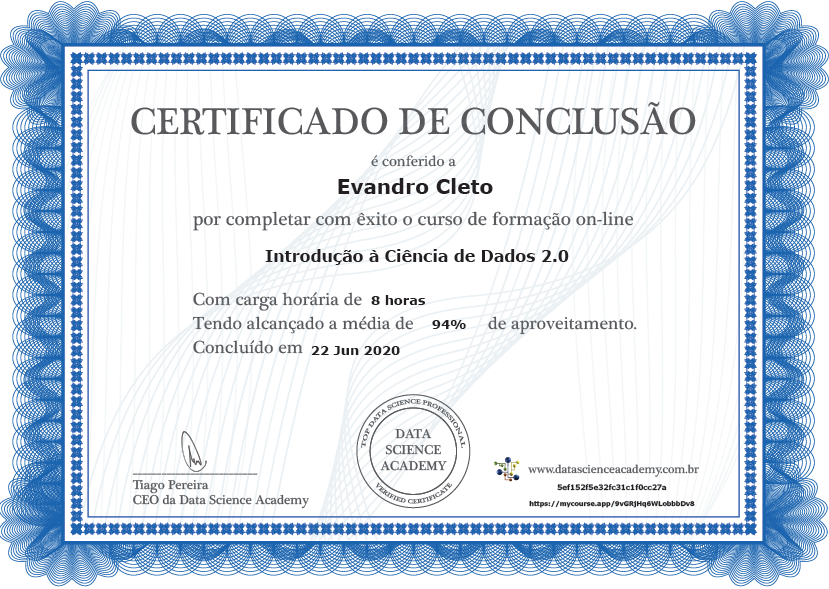 CERTIFICADO DE CONCLUSÃO
é conferido a
Evandro Cleto
por completar com êxito o curso de formação on-line
Introdução à Ciência de Dados 2.0
Com carga horária de 8 horas
Tendo alcançado a média de 94% de aproveitamento.
Concluído em 22 Jun 2020
Tiago Pereira
CEO da Data Science Academy
TOP DATA SCIENCE PROFESSIONAL
DATA
SCIENCE
ACADEMY
VERIFIED CERTIFICATE
www.datascienceacademy.com.br
5ef152f5e32fc31c1f0cc27a
https://mycourse.app/9vGRjHq6WLobbbDv8